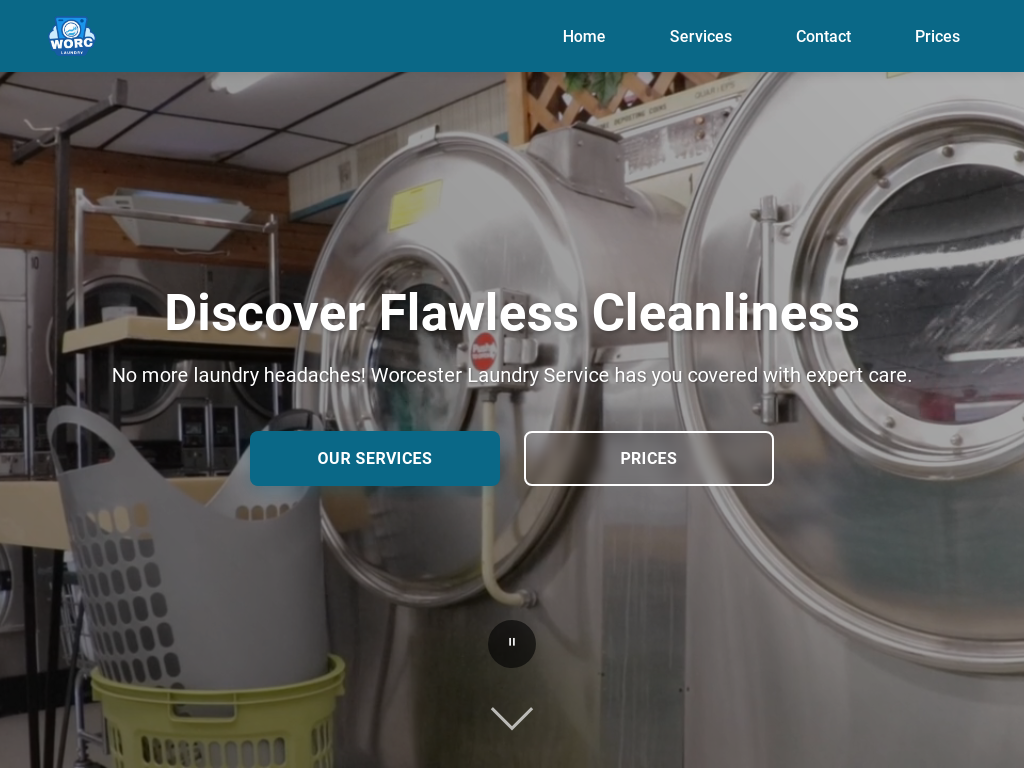 WORC
LAUNDRY
Home
Services
Contact
Prices
Discover Flawless Cleanliness
No more laundry headaches! Worcester Laundry Service has you covered with expert care.
OUR SERVICES
PRICES